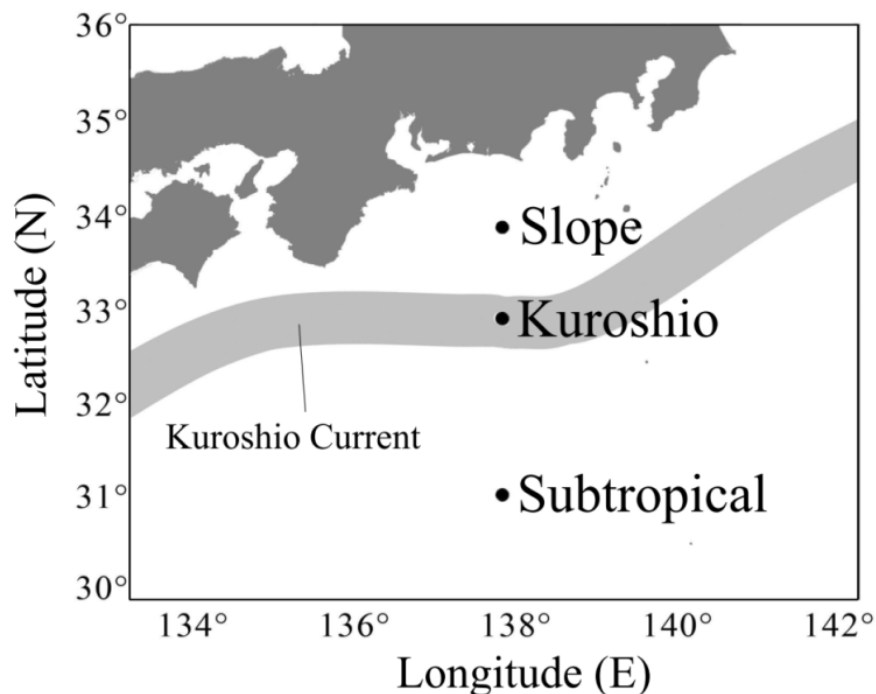 36°
35°
34°
33°
32°
31°
30°
Latitude (N)
Slope
Kuroshio
Kuroshio Current
Subtropical
134°
136°
138°
140°
142°
Longitude (E)